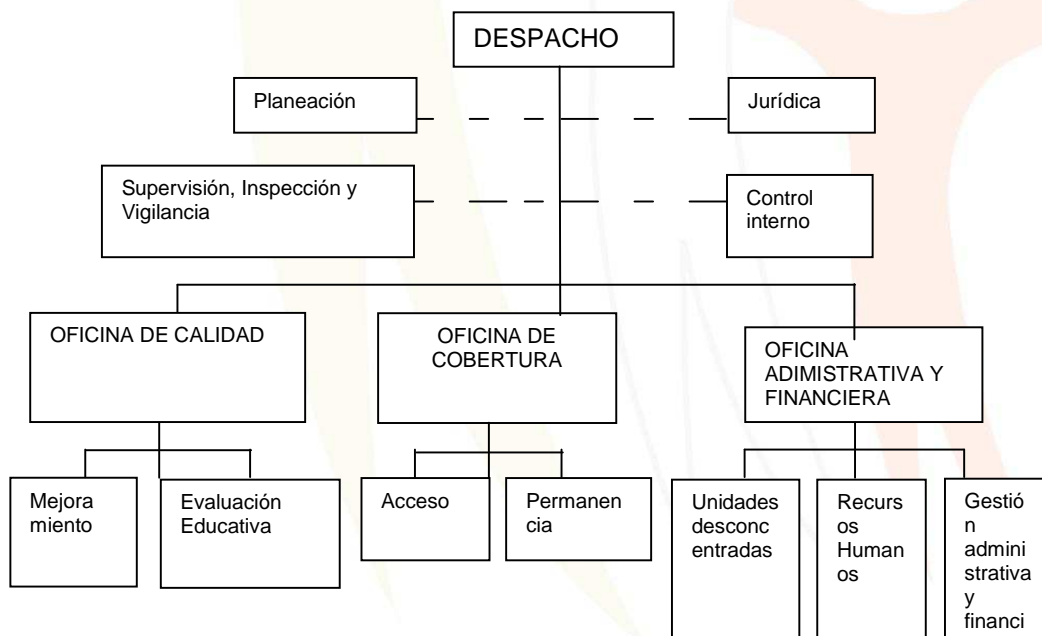 DESPACHO
Planeación
Jurídica
Supervisión, Inspección y
Vigilancia
Control
interno
OFICINA DE CALIDAD
OFICINA DE
COBERTURA
OFICINA
ADIMISTRATIVA Y
FINANCIERA
Mejora
miento
Evaluación
Educativa
Acceso
Permanen
cia
Unidades
desconc
entradas
Recurs
os
Human
os
Gestió
n
admini
strativa
y
financi